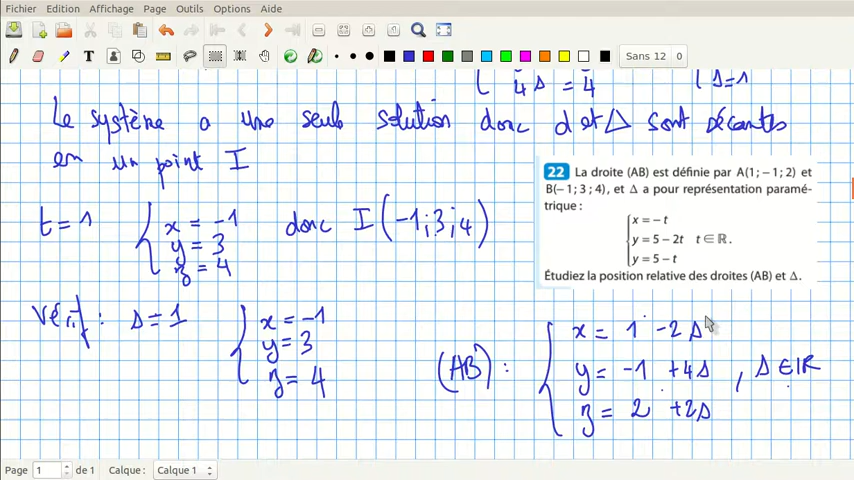 Fichier Édition Affichage Page Outils Options Aide
Sans 12
4s = 4
s=1
Le système a une seule solution donc d et Δ sont sécantes
en un point I
t = 1
x = -1
y = 3
z = 4
donc I(-1;3;4)
22 La droite (AB) est définie par A(1; −1; 2) et
B(−1; 3 ; 4), et Δ a pour représentation paramé-
trique :
x = −t
y = 5 − 2t t ∈ ℝ.
y = 5 − t
Étudiez la position relative des droites (AB) et Δ.
Vérif : s = 1
x = -1
y = 3
z = 4
(AB) :
x = 1 -2s
y = -1 +4s , s ∈ ℝ
z = 2 +2s
Page 1 de 1 Calque : Calque 1